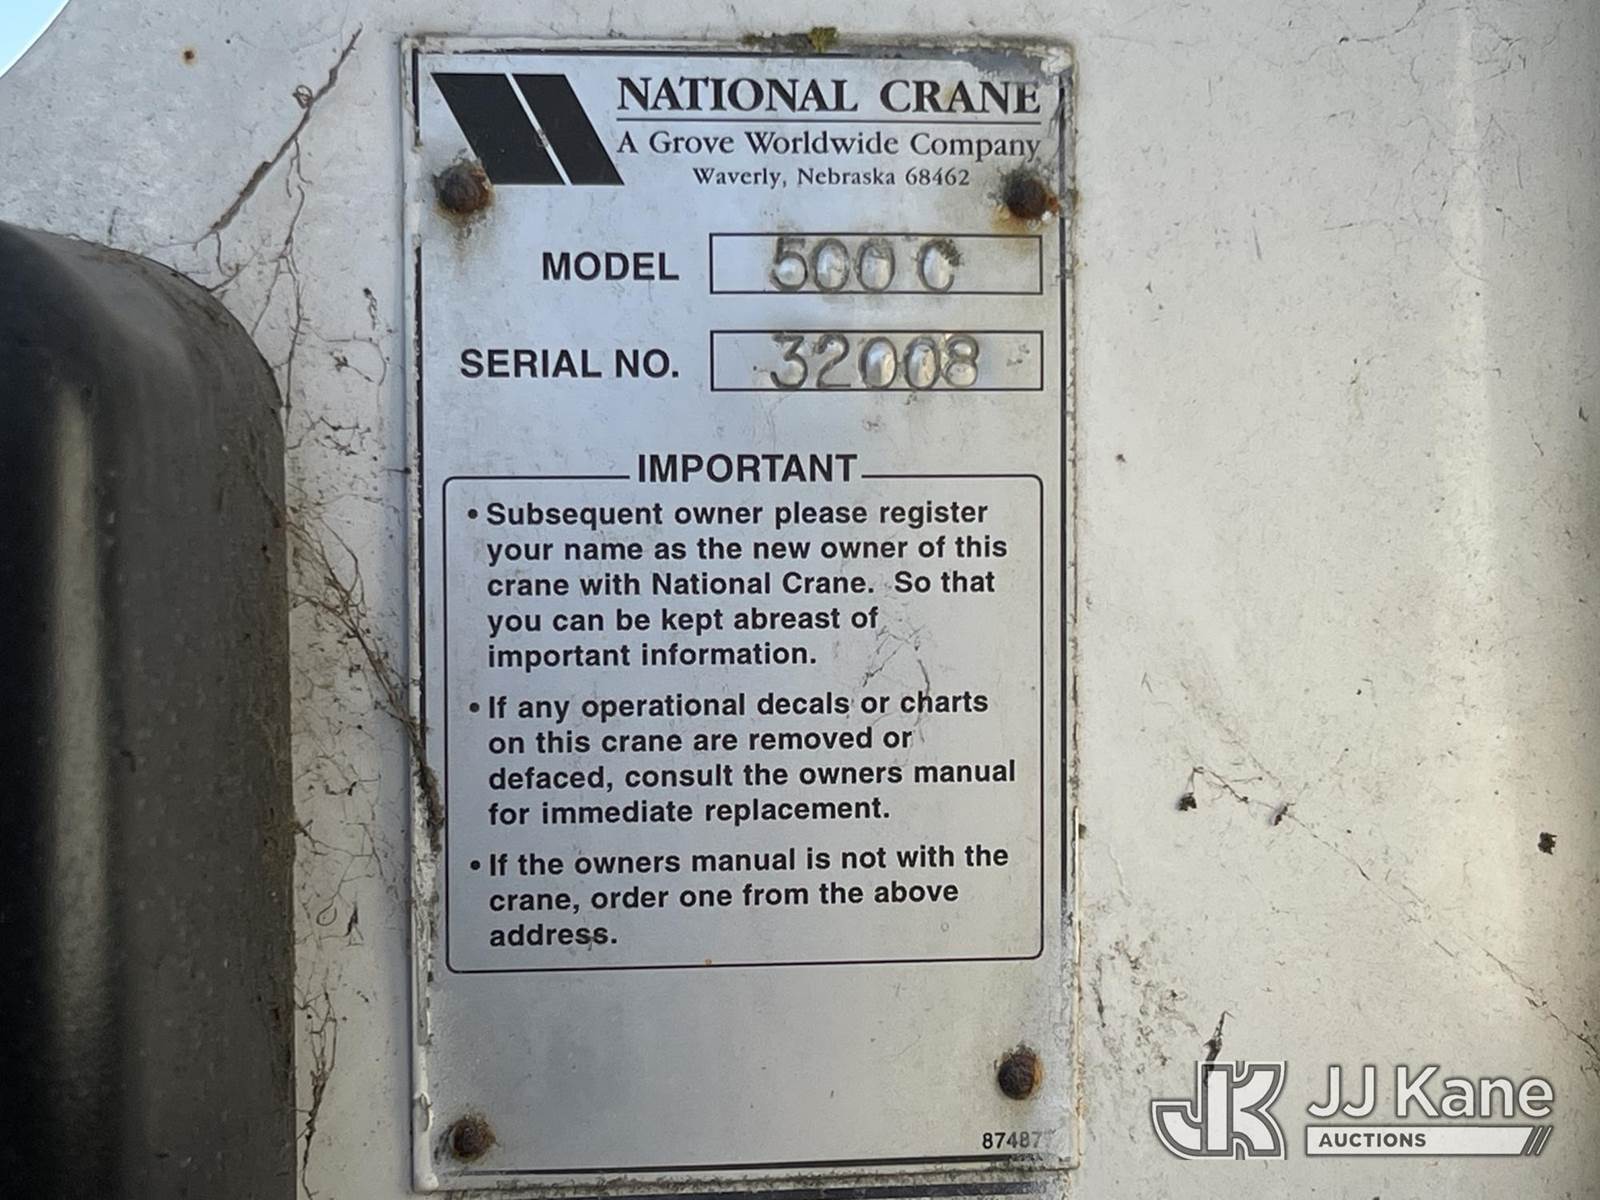 NATIONAL CRANE
A Grove Worldwide Company
Waverly, Nebraska 68462
MODEL 500 C
SERIAL NO. 32008
IMPORTANT
• Subsequent owner please register
your name as the new owner of this
crane with National Crane. So that
you can be kept abreast of
important information.
• If any operational decals or charts
on this crane are removed or
defaced, consult the owners manual
for immediate replacement.
• If the owners manual is not with the
crane, order one from the above
address.
JK JJ Kane
AUCTIONS